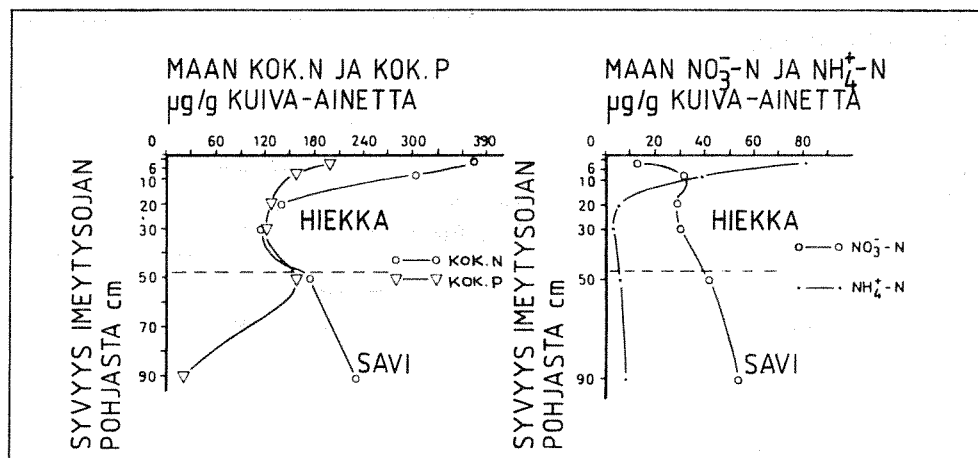 MAAN KOK.N JA KOK.P
µg/g KUIVA-AINETTA
0 60 120 180 240 300 390
SYVYYS IMEYTYSOJAN
POHJASTA cm
6
10
20
30
50
70
90
HIEKKA
KOK.N
KOK.P
SAVI
MAAN NO₃⁻-N JA NH₄⁺-N
µg/g KUIVA-AINETTA
0 20 40 60 80
SYVYYS IMEYTYSOJAN
POHJASTA cm
6
10
20
30
50
90
HIEKKA
NO₃⁻-N
NH₄⁺-N
SAVI